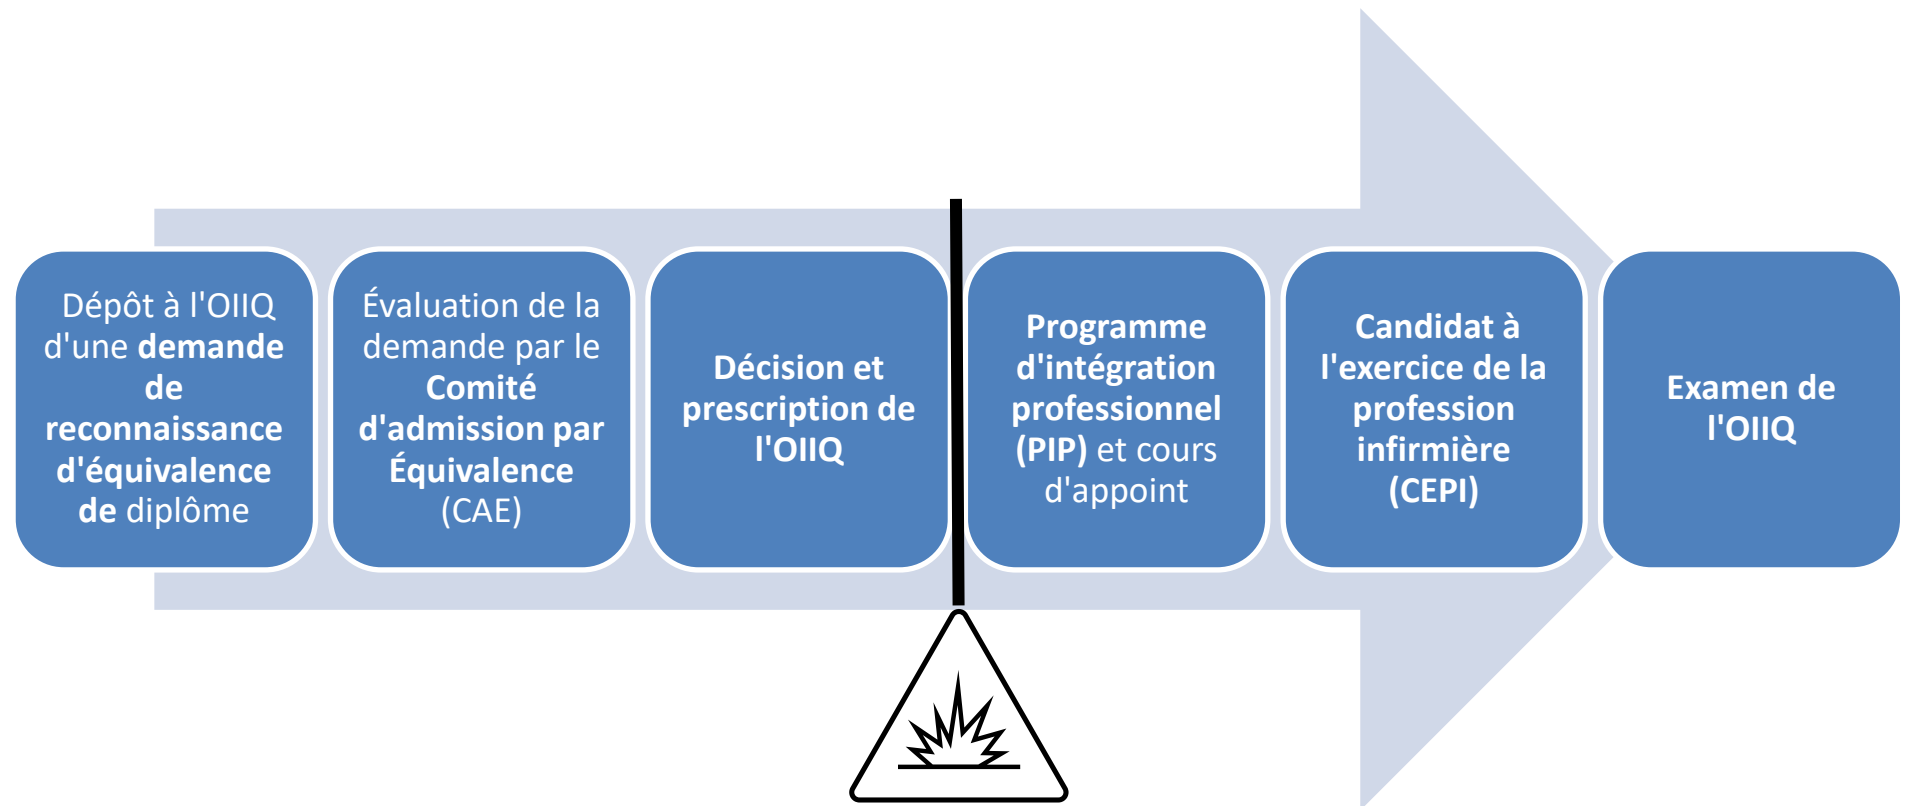 Dépôt à l'OIIQ
d'une demande
de
reconnaissance
d'équivalence
de diplôme
Évaluation de la
demande par le
Comité
d'admission par
Équivalence
(CAE)
Décision et
prescription de
l'OIIQ
Programme
d'intégration
professionnel
(PIP) et cours
d'appoint
Candidat à
l'exercice de la
profession
infirmière
(CEPI)
Examen de
l'OIIQ